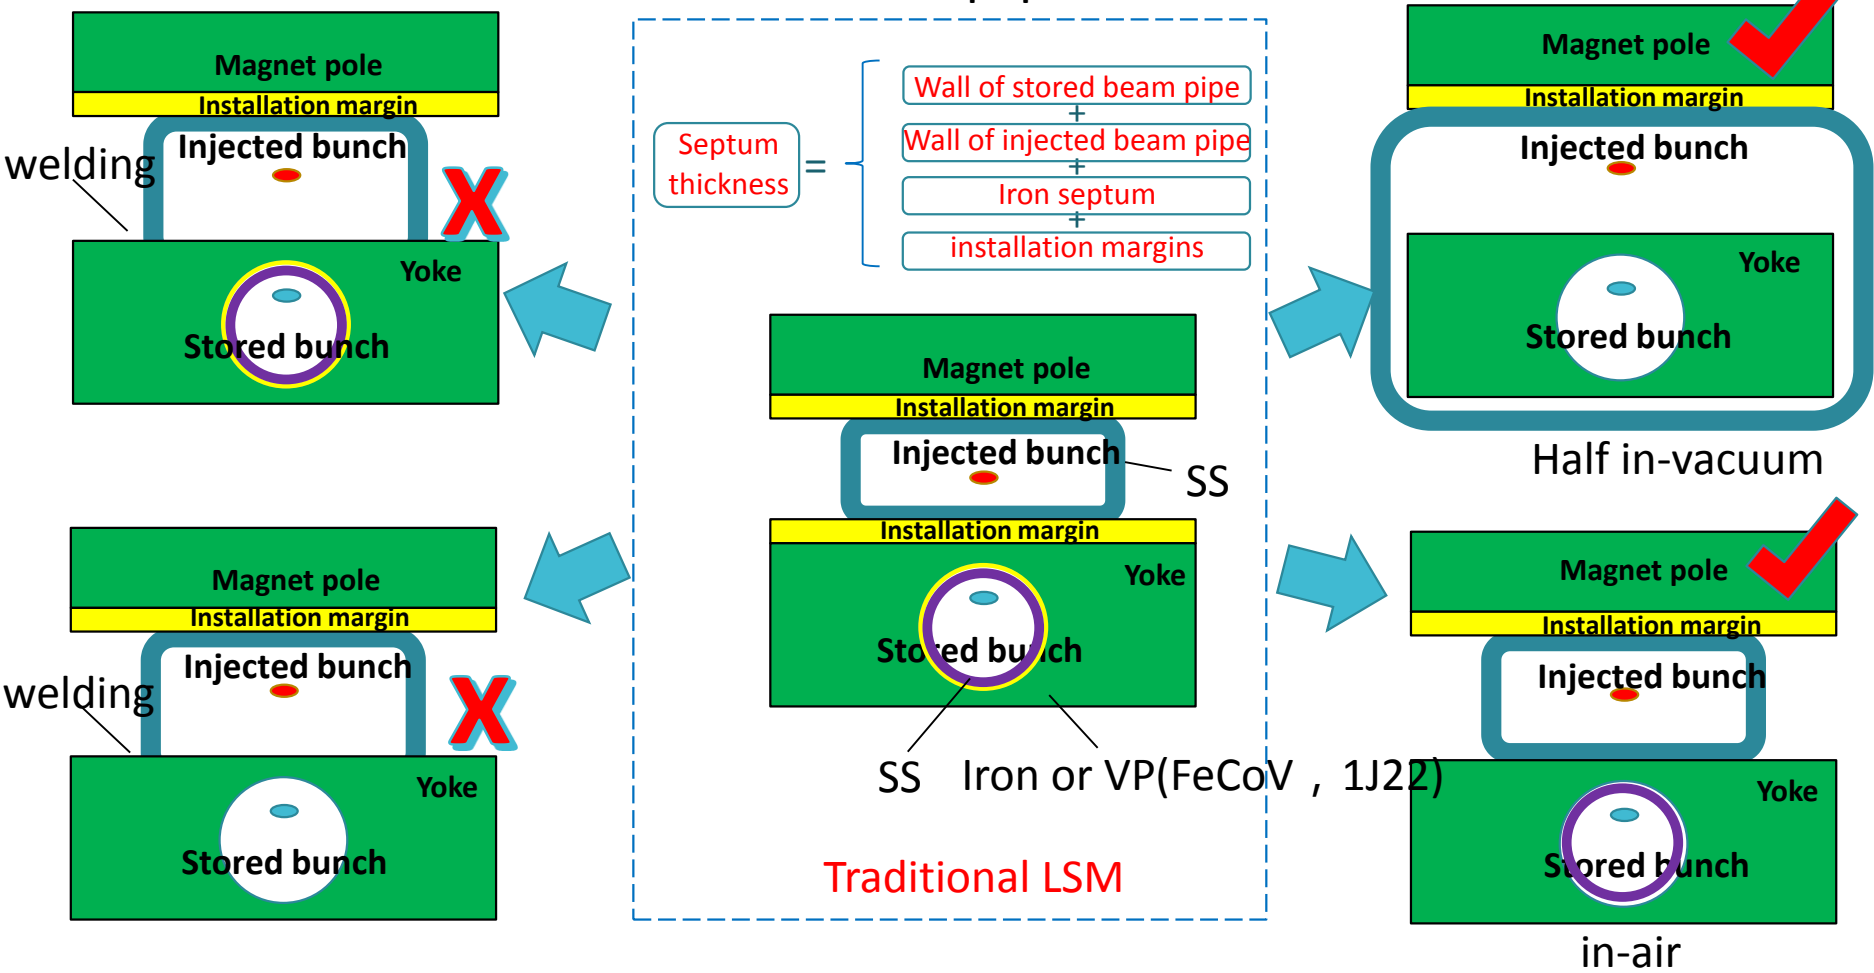 Magnet pole
Installation margin
Injected bunch
welding
X
Yoke
Stored bunch
Magnet pole
Installation margin
Injected bunch
welding
X
Yoke
Stored bunch
Septum
thickness
=
Wall of stored beam pipe
+
Wall of injected beam pipe
+
Iron septum
+
installation margins
Magnet pole
Installation margin
Injected bunch
SS
Installation margin
Yoke
Stored bunch
SS
Iron or VP(FeCoV , 1J22)
Traditional LSM
Magnet pole
Installation margin
Injected bunch
Yoke
Stored bunch
Half in-vacuum
Magnet pole
Installation margin
Injected bunch
Yoke
Stored bunch
in-air